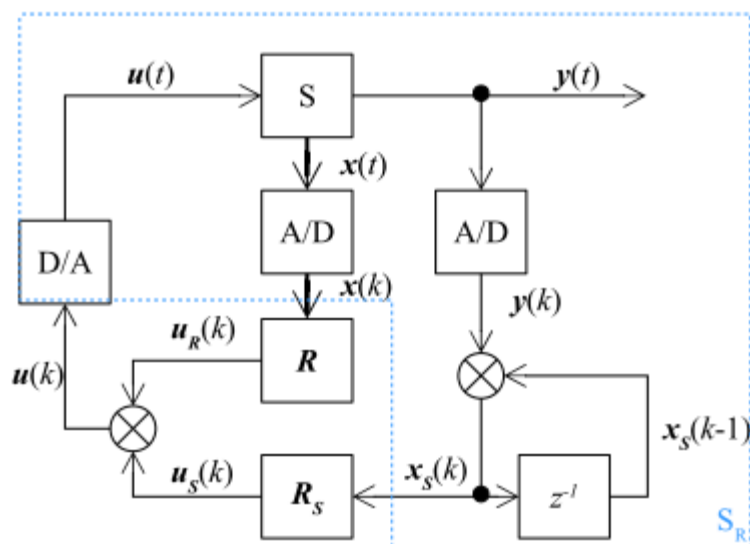 u(t)
S
y(t)
x(t)
D/A
A/D
A/D
x(k)
y(k)
u_R(k)
R
u(k)
x_S(k-1)
u_S(k)
R_S
x_S(k)
z^-1
S_R